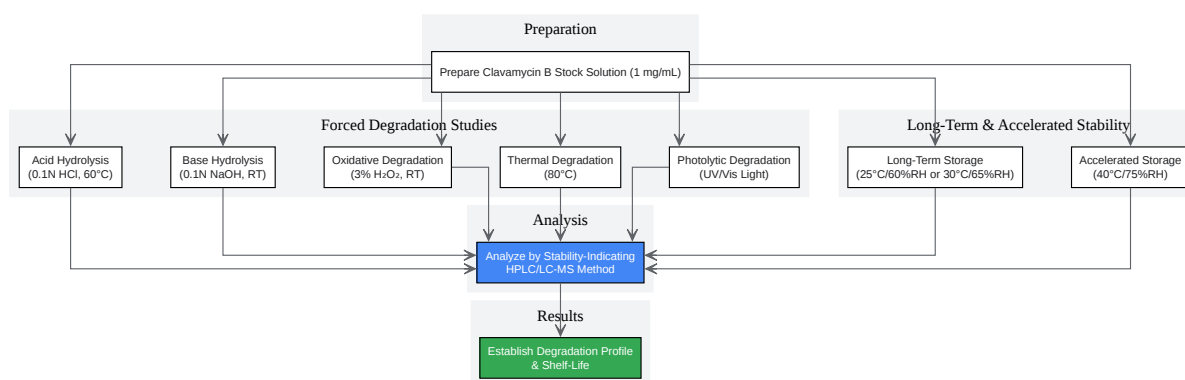 Preparation
Prepare Clavamycin B Stock Solution (1 mg/mL)
Forced Degradation Studies
Long-Term & Accelerated Stability
Acid Hydrolysis
(0.1N HCl, 60°C)
Base Hydrolysis
(0.1N NaOH, RT)
Oxidative Degradation
(3% H₂O₂, RT)
Thermal Degradation
(80°C)
Photolytic Degradation
(UV/Vis Light)
Long-Term Storage
(25°C/60%RH or 30°C/65%RH)
Accelerated Storage
(40°C/75%RH)
Analysis
Analyze by Stability-Indicating
HPLC/LC-MS Method
Results
Establish Degradation Profile
& Shelf-Life